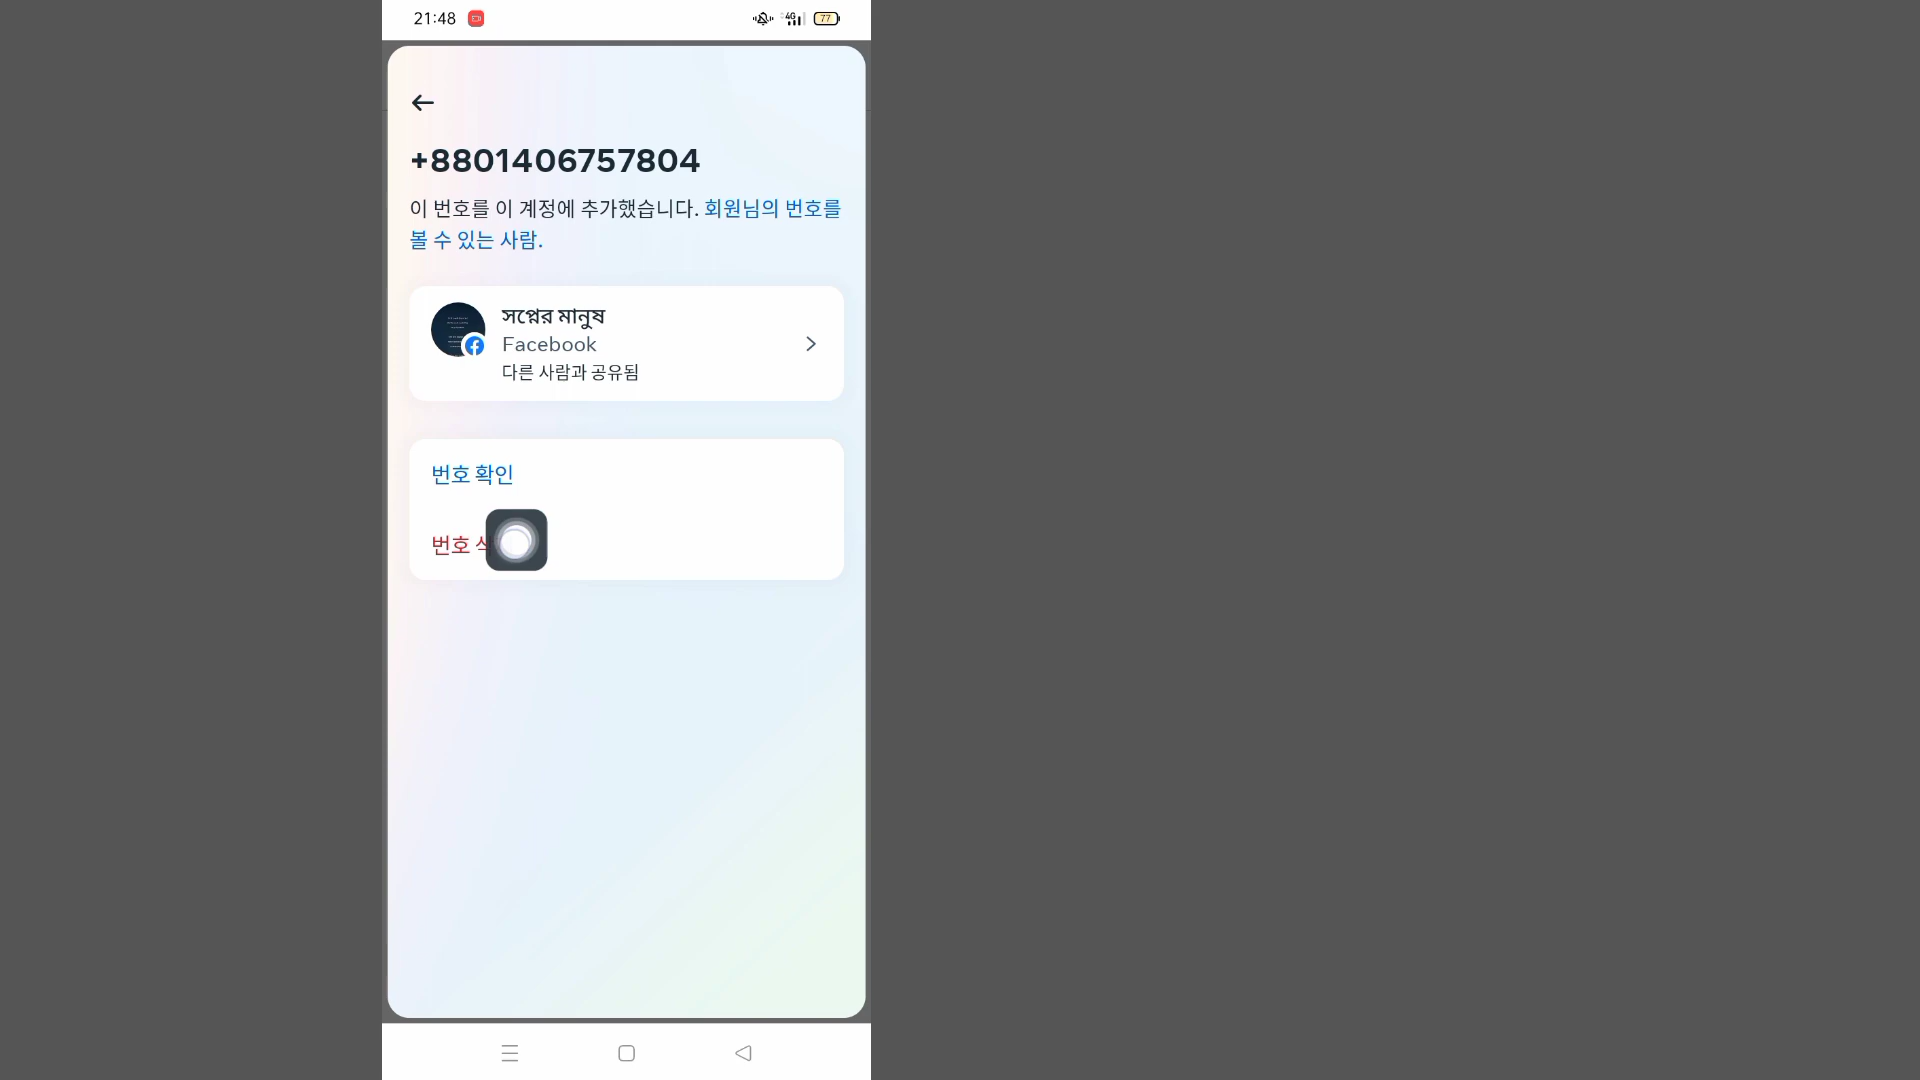 21:48
4G
77
+8801406757804
이 번호를 이 계정에 추가했습니다. 회원님의 번호를
볼 수 있는 사람.
সপ্নের মানুষ
Facebook
다른 사람과 공유됨
번호 확인
번호